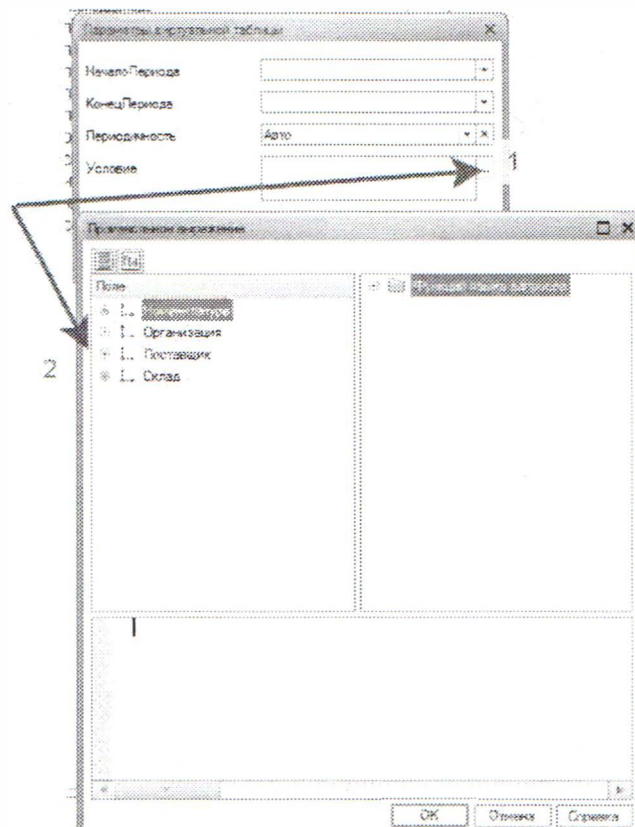 Параметры виртуальной таблицы
НачалоПериода
КонецПериода
Периодичность
Авто
Условие
1
Произвольное выражение
Поле
Организация
Поставщик
Склад
2
ОК
Отмена
Справка